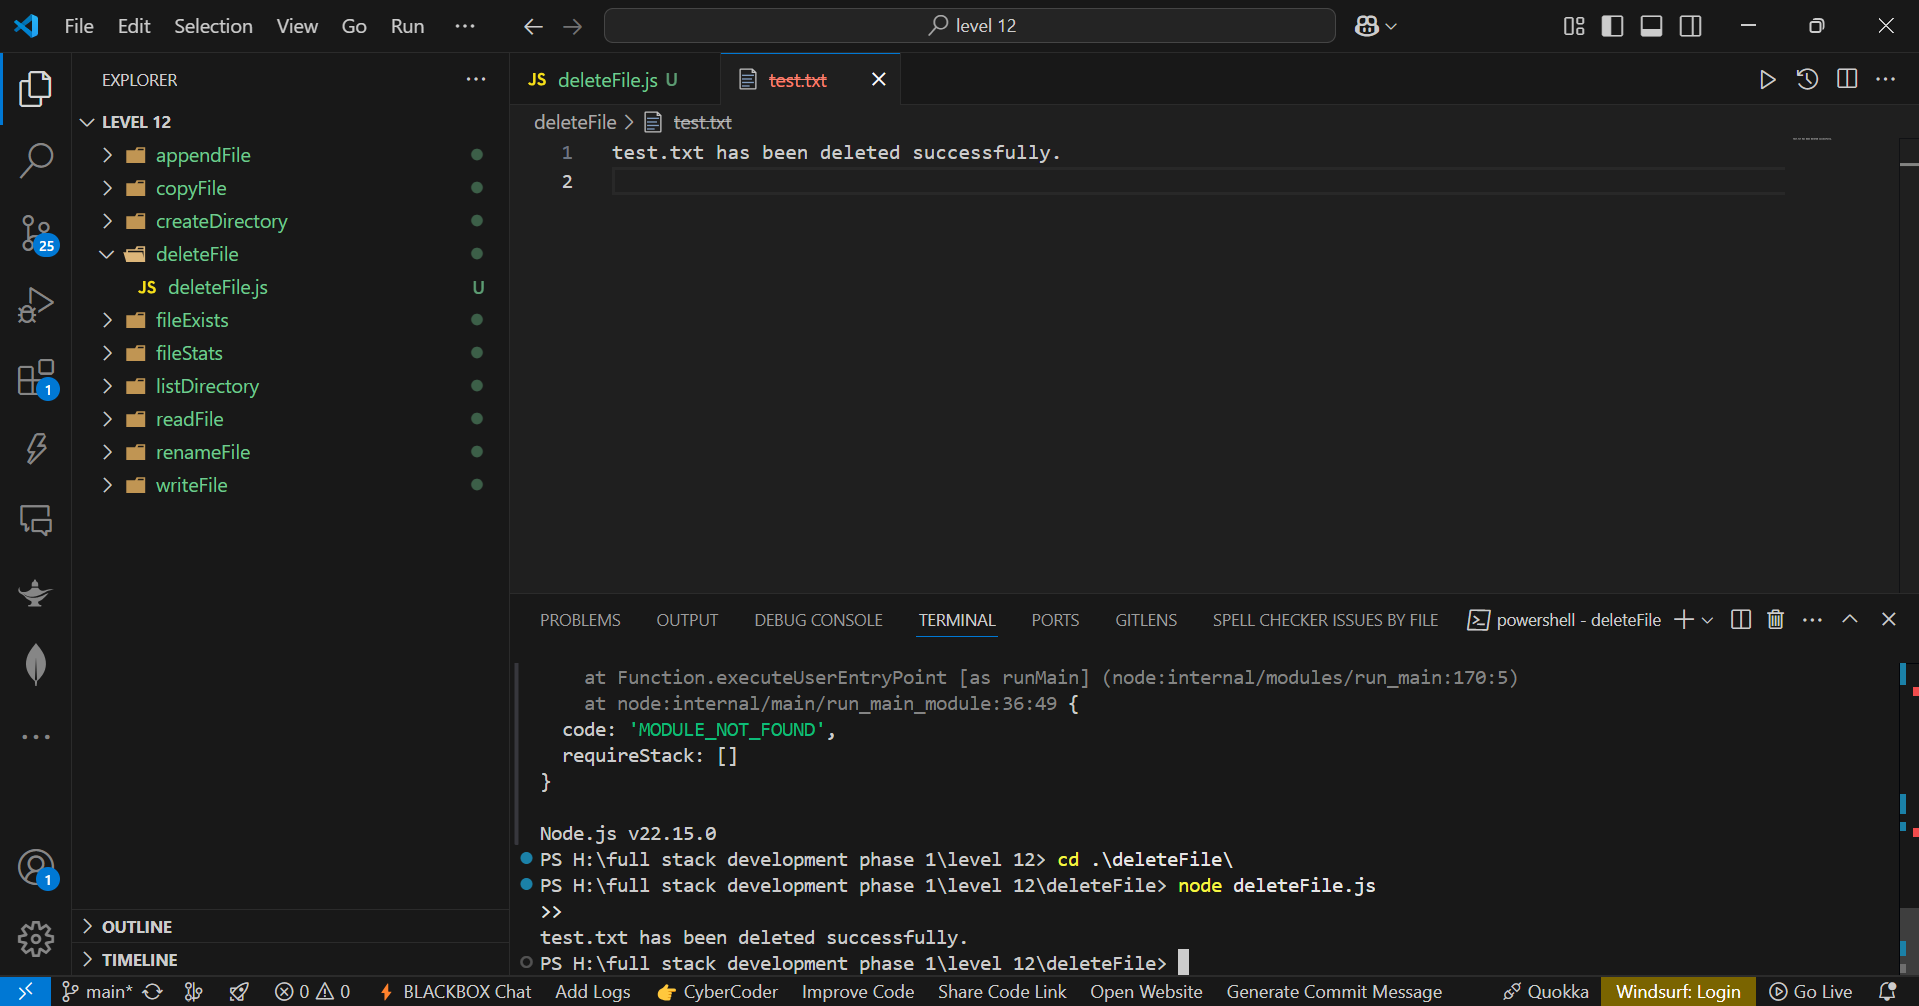 File Edit Selection View Go Run ··· level 12
EXPLORER ···
LEVEL 12
appendFile
copyFile
createDirectory
deleteFile
JS deleteFile.js U
fileExists
fileStats
listDirectory
readFile
renameFile
writeFile
OUTLINE
TIMELINE
25
1
1
JS deleteFile.js U test.txt
deleteFile > test.txt
1 test.txt has been deleted successfully.
2
PROBLEMS OUTPUT DEBUG CONSOLE TERMINAL PORTS GITLENS SPELL CHECKER ISSUES BY FILE powershell - deleteFile
at Function.executeUserEntryPoint [as runMain] (node:internal/modules/run_main:170:5)
at node:internal/main/run_main_module:36:49 {
code: 'MODULE_NOT_FOUND',
requireStack: []
}
Node.js v22.15.0
PS H:\full stack development phase 1\level 12> cd .\deleteFile\
PS H:\full stack development phase 1\level 12\deleteFile> node deleteFile.js
>>
test.txt has been deleted successfully.
PS H:\full stack development phase 1\level 12\deleteFile>
main* 0 0 BLACKBOX Chat Add Logs 👉 CyberCoder Improve Code Share Code Link Open Website Generate Commit Message Quokka Windsurf: Login Go Live